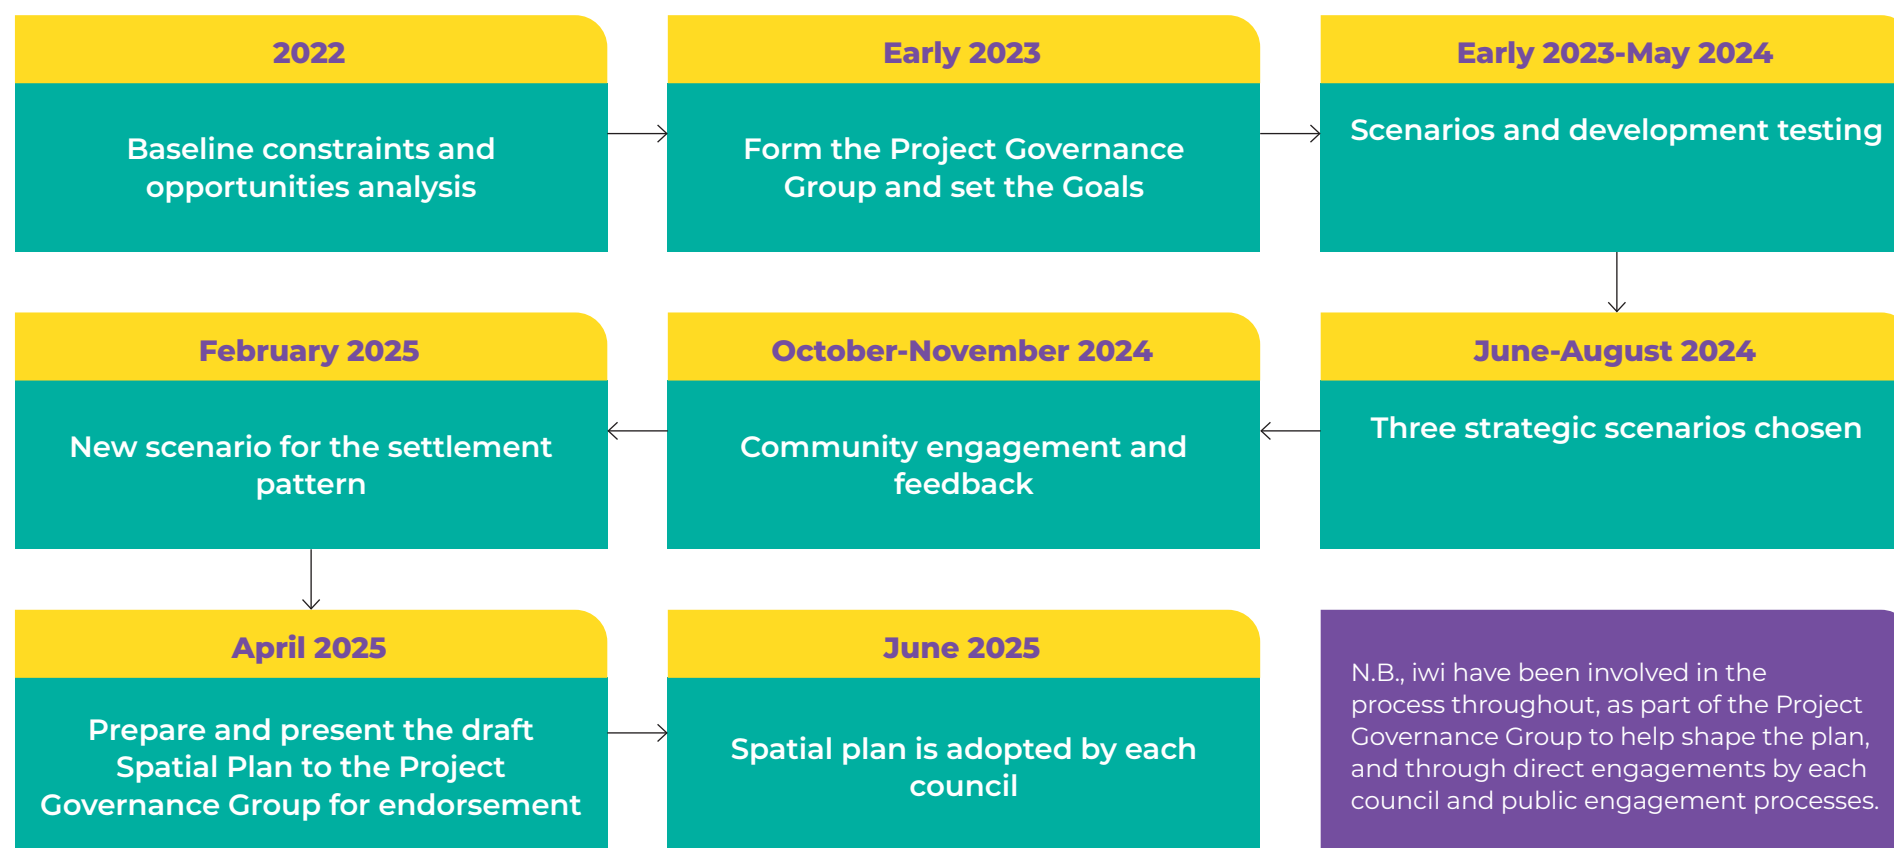 2022
Baseline constraints and
opportunities analysis
Early 2023
Form the Project Governance
Group and set the Goals
Early 2023-May 2024
Scenarios and development testing
June-August 2024
Three strategic scenarios chosen
October-November 2024
Community engagement and
feedback
February 2025
New scenario for the settlement
pattern
April 2025
Prepare and present the draft
Spatial Plan to the Project
Governance Group for endorsement
June 2025
Spatial plan is adopted by each
council
N.B., iwi have been involved in the
process throughout, as part of the Project
Governance Group to help shape the plan,
and through direct engagements by each
council and public engagement processes.